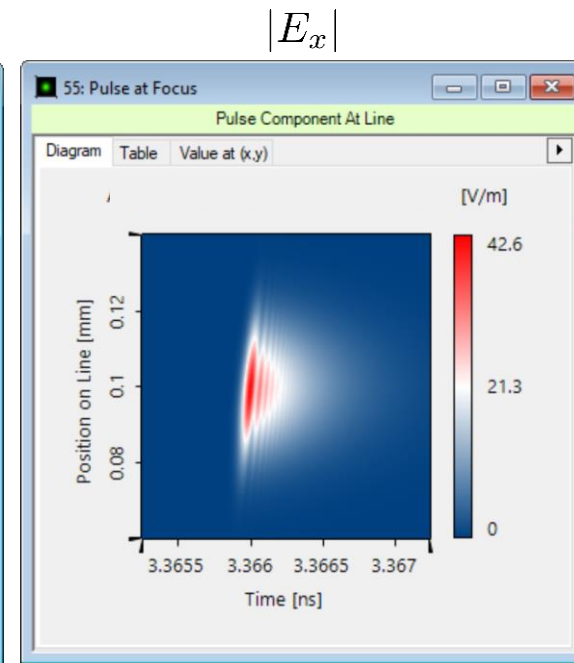 |E_x|
55: Pulse at Focus
Pulse Component At Line
Diagram Table Value at (x,y)
[V/m]
42.6
21.3
0
Position on Line [mm]
0.12
0.1
0.08
3.3655 3.366 3.3665 3.367
Time [ns]